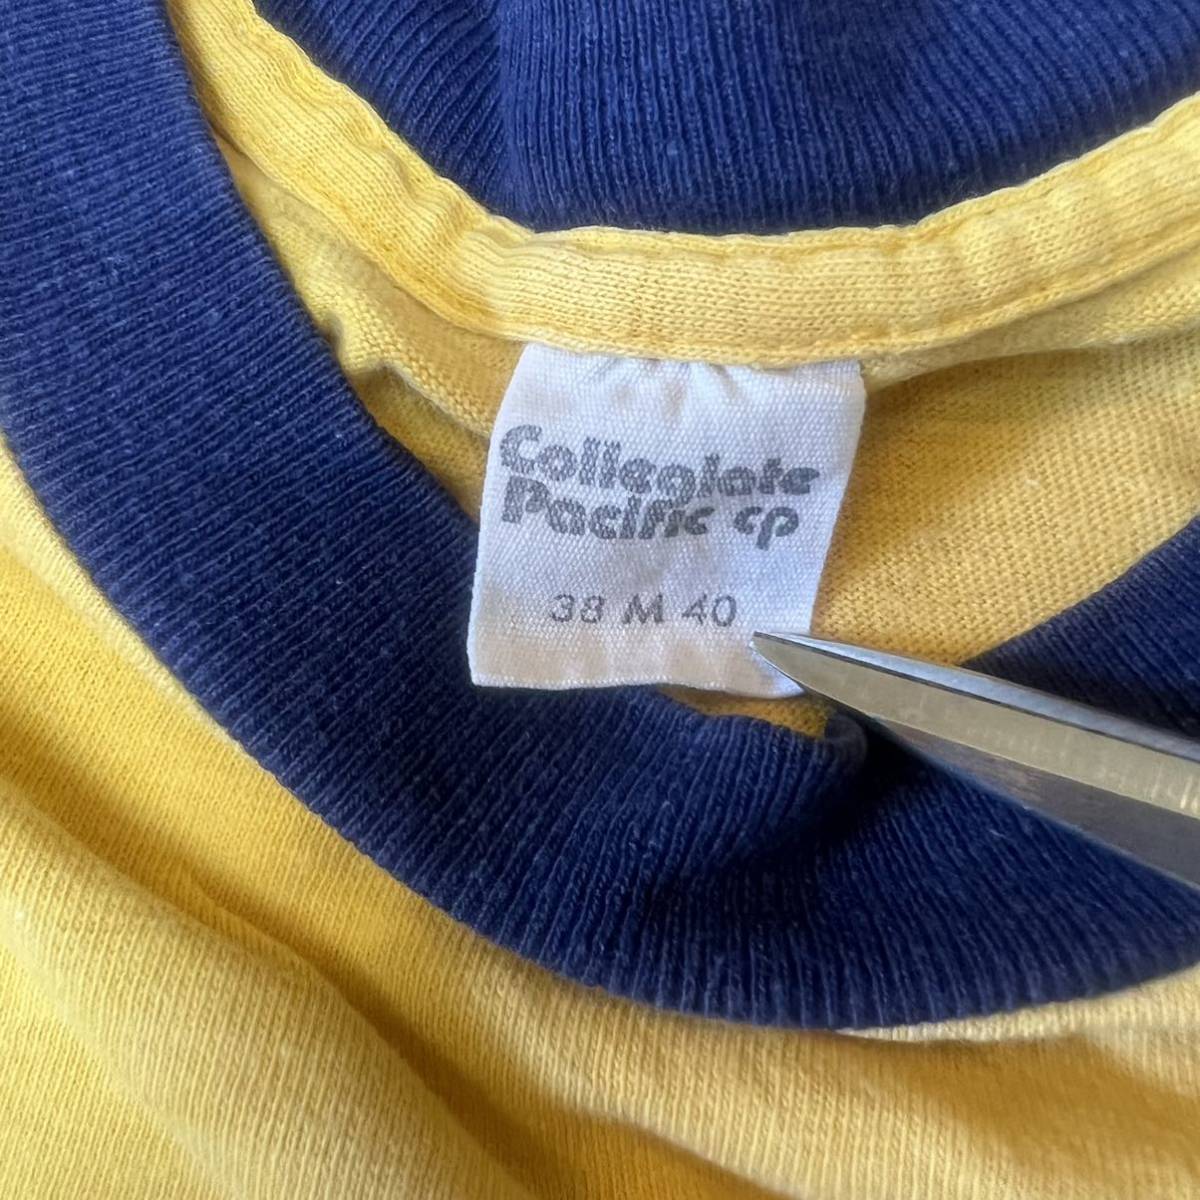 Collegiate
Pacific cp
38 M 40